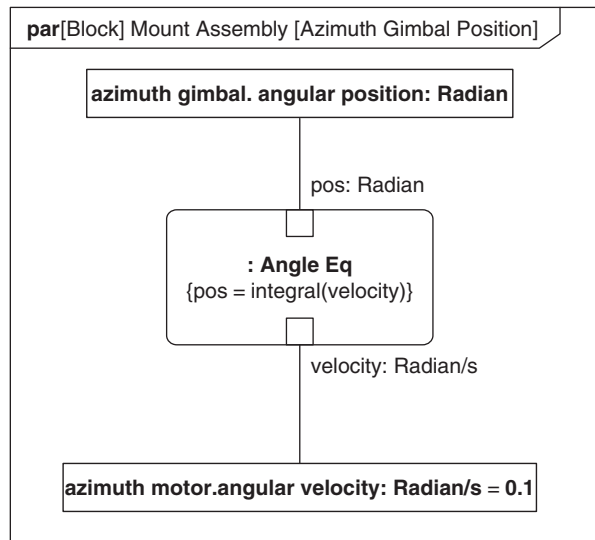 par[Block] Mount Assembly [Azimuth Gimbal Position]
azimuth gimbal. angular position: Radian
pos: Radian
: Angle Eq
{pos = integral(velocity)}
velocity: Radian/s
azimuth motor.angular velocity: Radian/s = 0.1